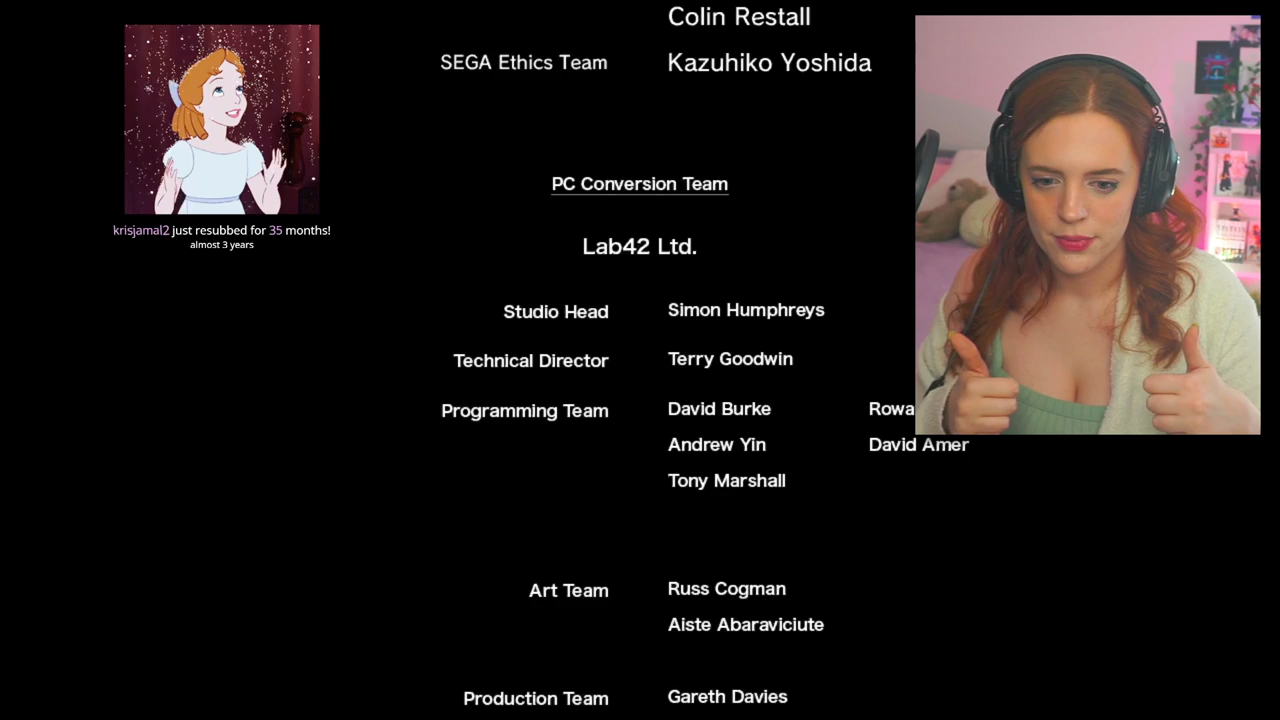 Colin Restall
SEGA Ethics Team Kazuhiko Yoshida
PC Conversion Team
krisjamal2 just resubbed for 35 months!
almost 3 years
Lab42 Ltd.
Studio Head Simon Humphreys
Technical Director Terry Goodwin
Programming Team David Burke Rowa
Andrew Yin David Amer
Tony Marshall
Art Team Russ Cogman
Aiste Abaraviciute
Production Team Gareth Davies